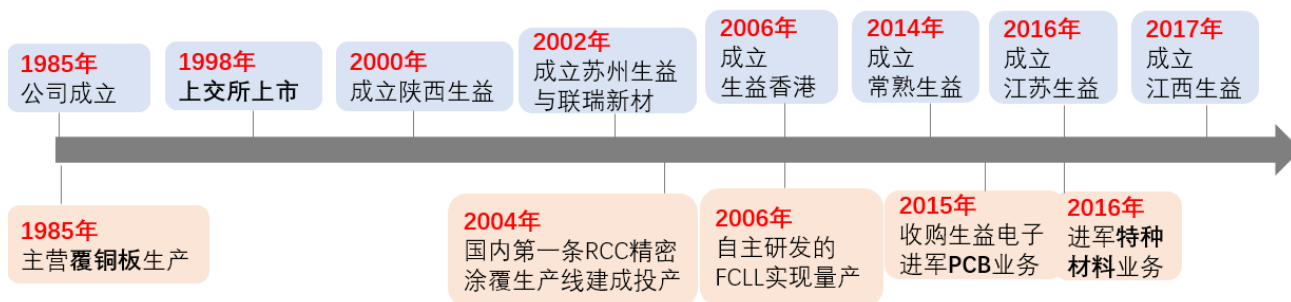 1985年
公司成立
1998年
上交所上市
2000年
成立陕西生益
2002年
成立苏州生益
与联瑞新材
2006年
成立
生益香港
2014年
成立
常熟生益
2016年
成立
江苏生益
2017年
成立
江西生益
1985年
主营覆铜板生产
2004年
国内第一条RCC精密
涂覆生产线建成投产
2006年
自主研发的
FCLL实现量产
2015年
收购生益电子
进军PCB业务
2016年
进军特种
材料业务